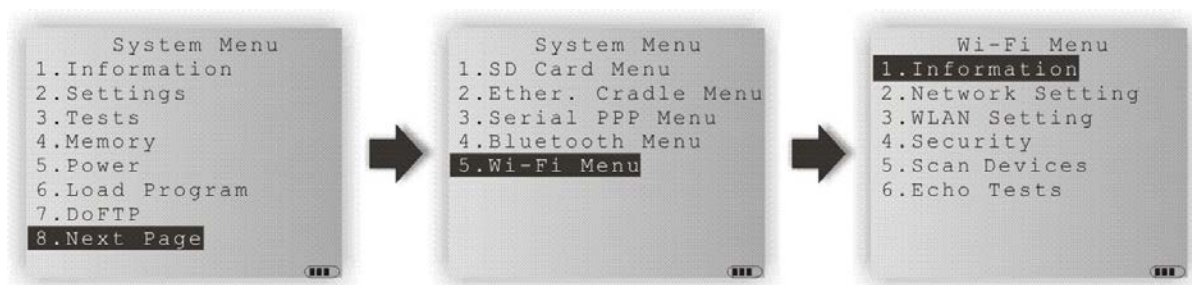 System Menu
1.Information
2.Settings
3.Tests
4.Memory
5.Power
6.Load Program
7.DoFTP
8.Next Page
System Menu
1.SD Card Menu
2.Ether. Cradle Menu
3.Serial PPP Menu
4.Bluetooth Menu
5.Wi-Fi Menu
Wi-Fi Menu
1.Information
2.Network Setting
3.WLAN Setting
4.Security
5.Scan Devices
6.Echo Tests